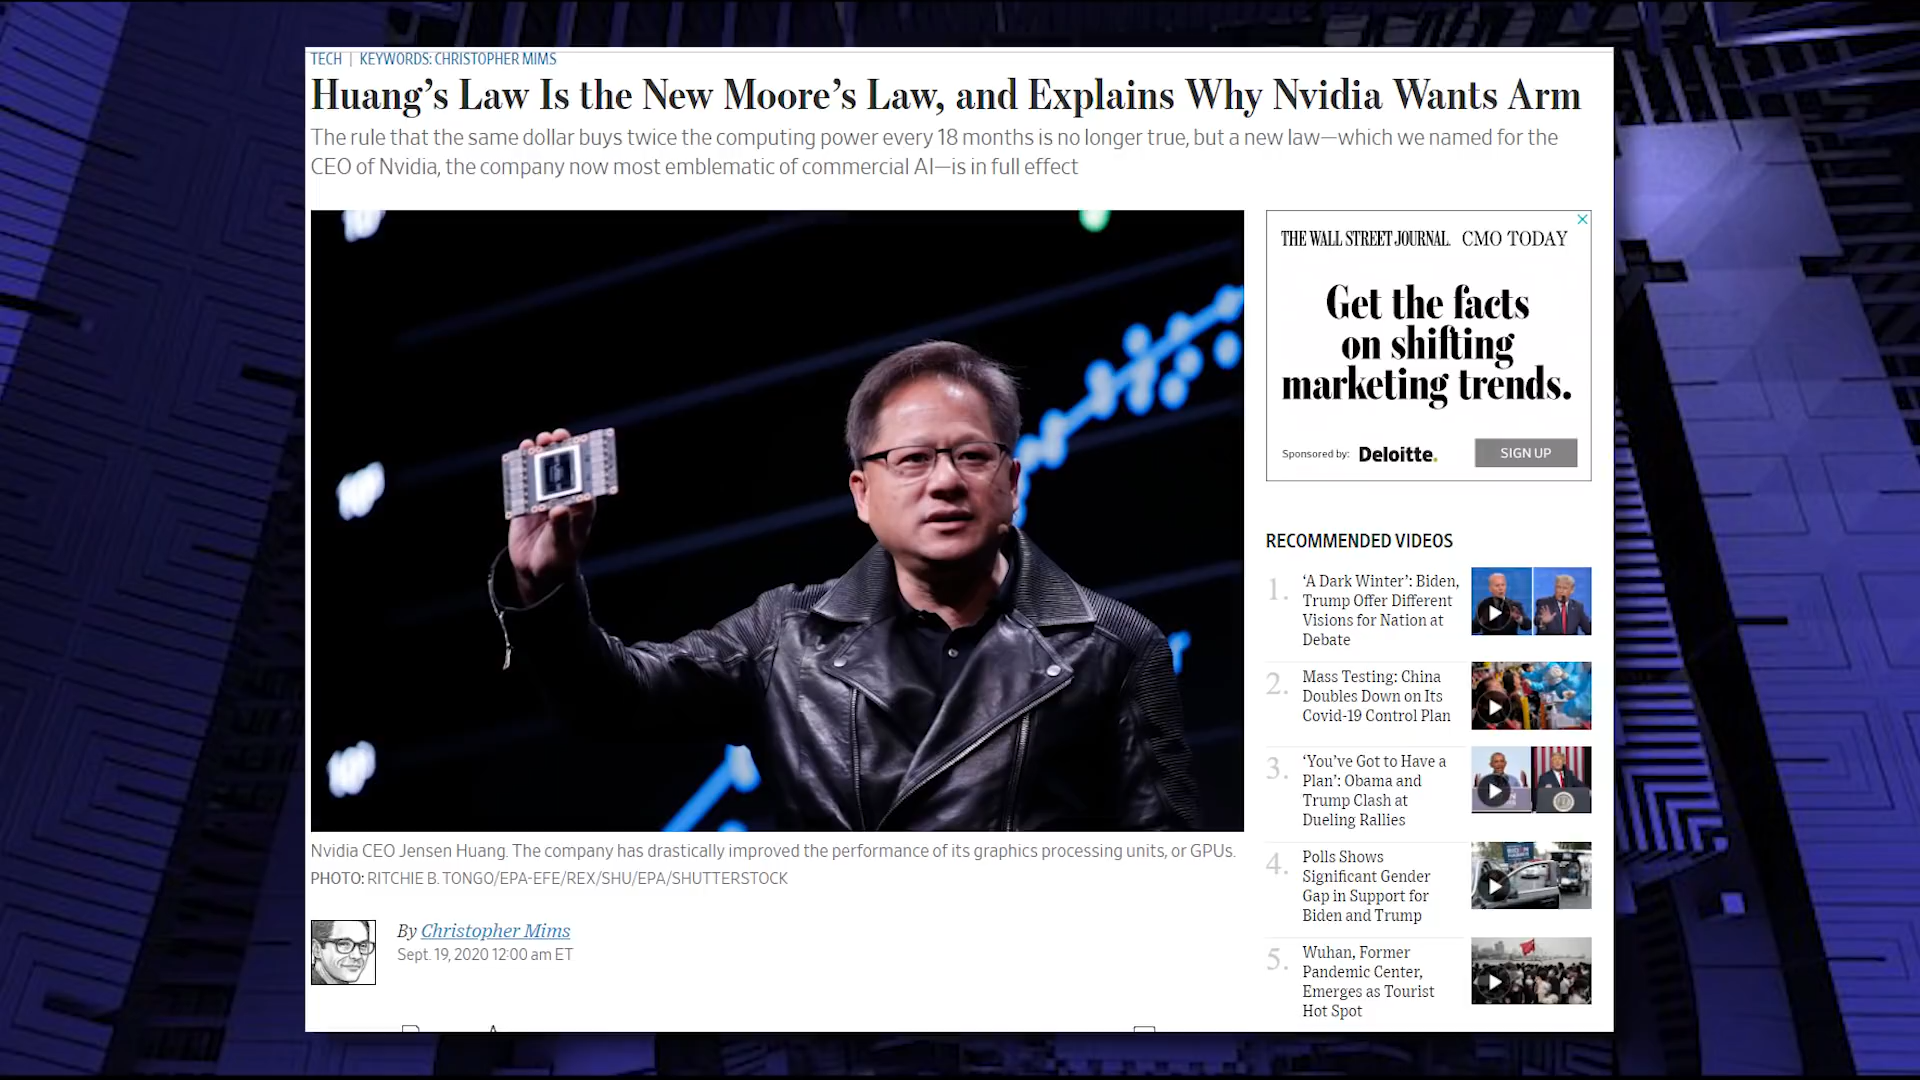 TECH | KEYWORDS: CHRISTOPHER MIMS
Huang's Law Is the New Moore's Law, and Explains Why Nvidia Wants Arm
The rule that the same dollar buys twice the computing power every 18 months is no longer true, but a new law—which we named for the
CEO of Nvidia, the company now most emblematic of commercial AI—is in full effect
THE WALL STREET JOURNAL. CMO TODAY
Get the facts
on shifting
marketing trends.
Sponsored by: Deloitte.
SIGN UP
Nvidia CEO Jensen Huang. The company has drastically improved the performance of its graphics processing units, or GPUs.
PHOTO: RITCHIE B. TONGO/EPA-EFE/REX/SHU/EPA/SHUTTERSTOCK
By Christopher Mims
Sept. 19, 2020 12:00 am ET
RECOMMENDED VIDEOS
1. 'A Dark Winter': Biden,
Trump Offer Different
Visions for Nation at
Debate
2. Mass Testing: China
Doubles Down on Its
Covid-19 Control Plan
3. 'You've Got to Have a
Plan': Obama and
Trump Clash at
Dueling Rallies
4. Polls Shows
Significant Gender
Gap in Support for
Biden and Trump
5. Wuhan, Former
Pandemic Center,
Emerges as Tourist
Hot Spot